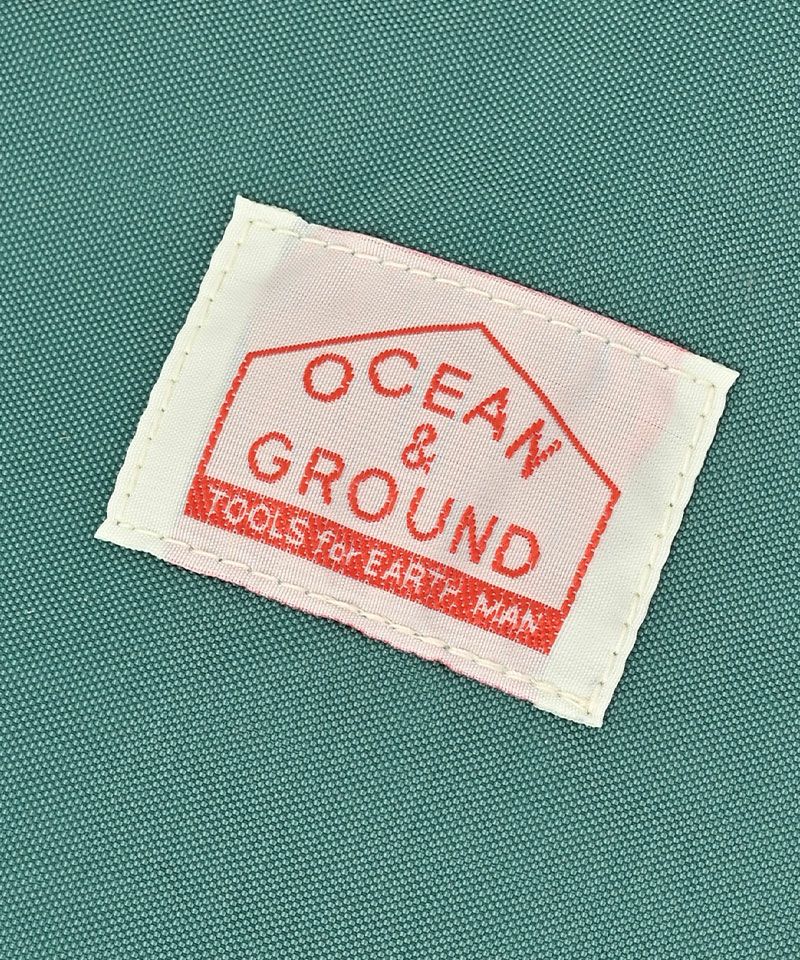 OCEAN
&
GROUND
TOOLS for EARTH MAN